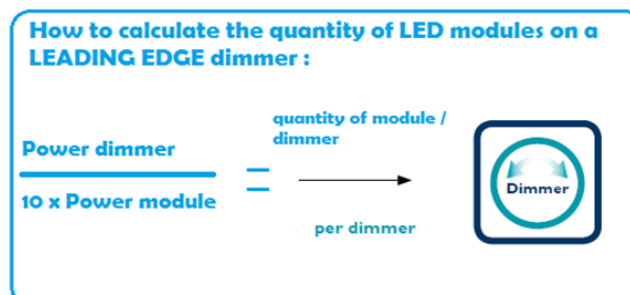 How to calculate the quantity of LED modules on a
LEADING EDGE dimmer :
quantity of module /
dimmer
Power dimmer
=
10 x Power module
Dimmer
per dimmer